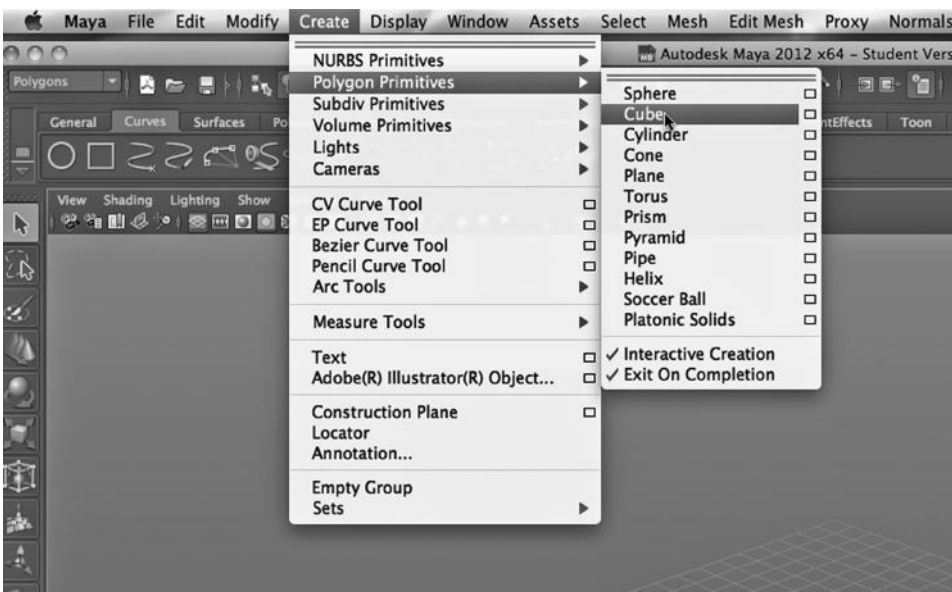 Maya File Edit Modify Create Display Window Assets Select Mesh Edit Mesh Proxy Normals
Autodesk Maya 2012 x64 – Student Vers
Polygons
General Curves Surfaces Po
ntEffects Toon
View Shading Lighting Show
NURBS Primitives
Polygon Primitives
Subdiv Primitives
Volume Primitives
Lights
Cameras
CV Curve Tool
EP Curve Tool
Bezier Curve Tool
Pencil Curve Tool
Arc Tools
Measure Tools
Text
Adobe(R) Illustrator(R) Object...
Construction Plane
Locator
Annotation...
Empty Group
Sets
Sphere
Cube
Cylinder
Cone
Plane
Torus
Prism
Pyramid
Pipe
Helix
Soccer Ball
Platonic Solids
✓ Interactive Creation
✓ Exit On Completion